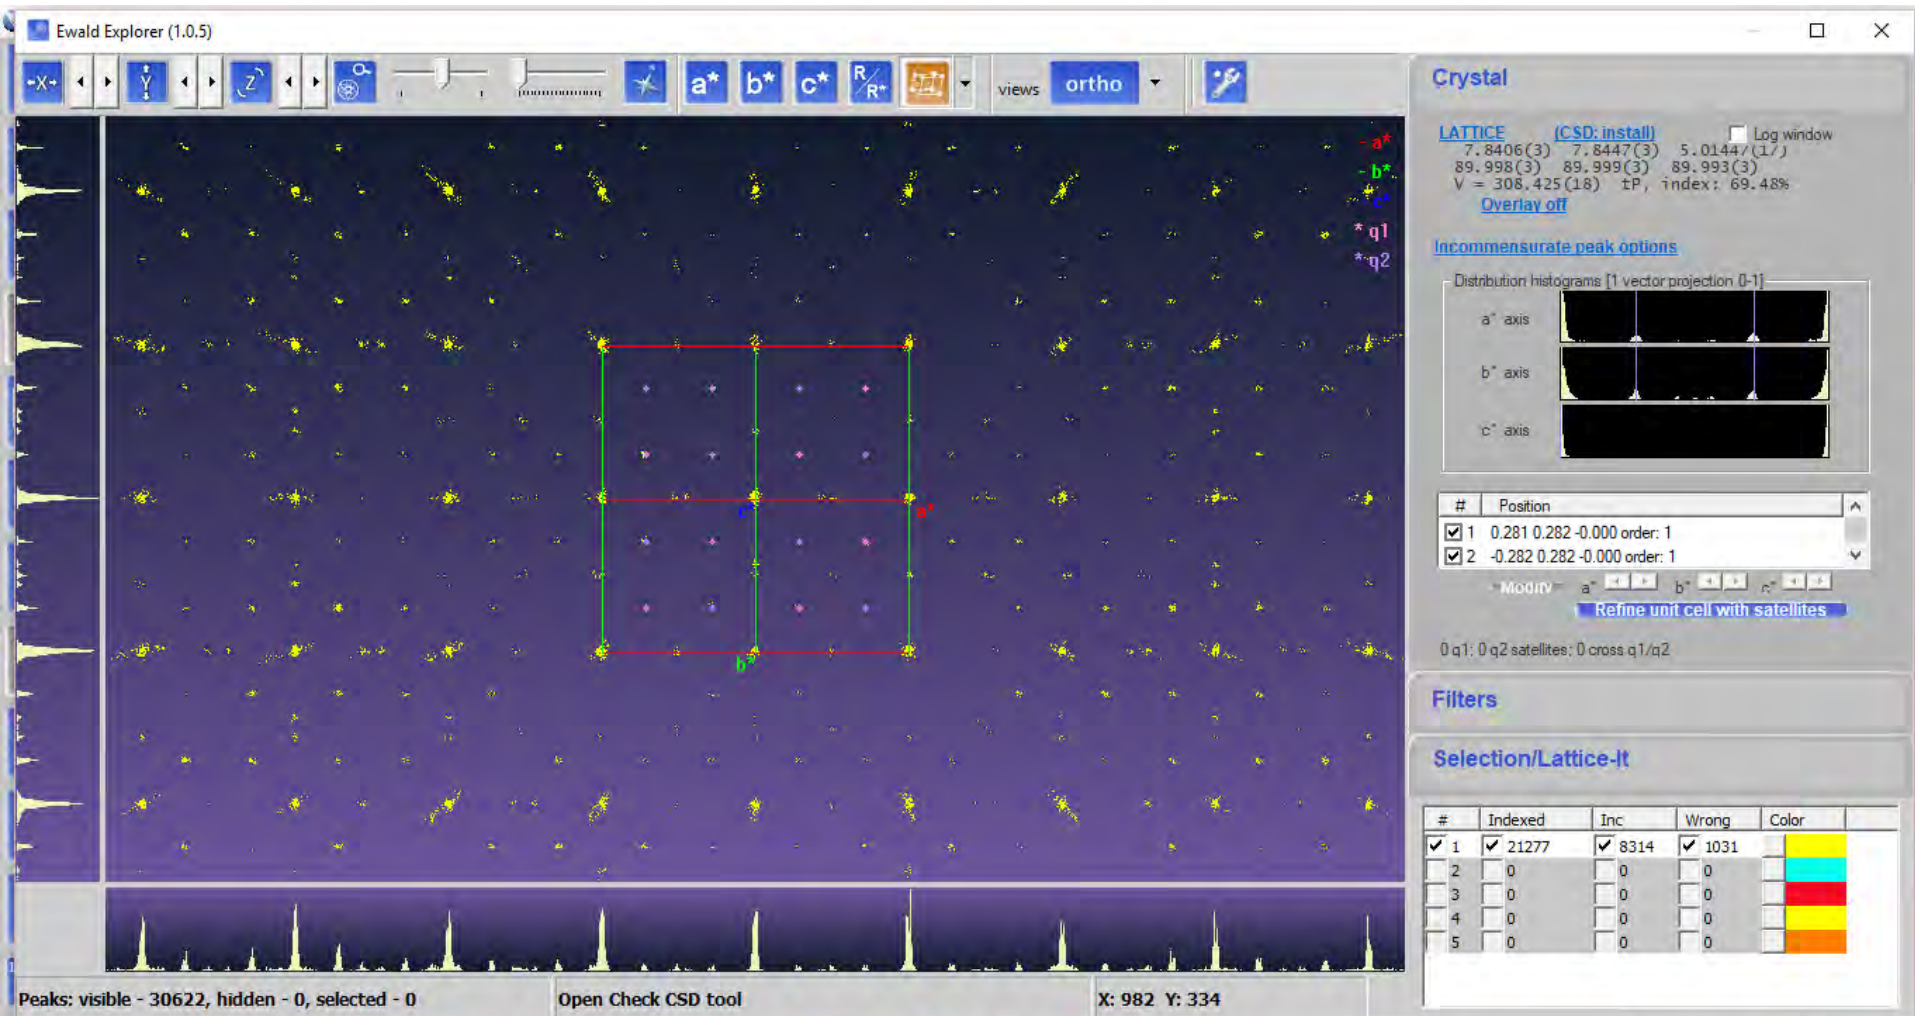 Ewald Explorer (1.0.5)
X
Y
Z
a* b* c* R/R* views ortho
- a*
- b*
c*
* q1
* q2
c*
a*
b*
Crystal
LATTICE (CSD: install) Log window
7.8406(3) 7.8447(3) 5.01447(17)
89.998(3) 89.999(3) 89.993(3)
V = 308.425(18) tP, index: 69.48%
Overlay off
Incommensurate peak options
Distribution histograms [1 vector projection 0-1]
a* axis
b* axis
c* axis
# Position
1 0.281 0.282 -0.000 order: 1
2 -0.282 0.282 -0.000 order: 1
Modify a* b* c*
Refine unit cell with satellites
0 q1; 0 q2 satellites; 0 cross q1/q2
Filters
Selection/Lattice-It
# Indexed Inc Wrong Color
1 21277 8314 1031
2 0 0 0
3 0 0 0
4 0 0 0
5 0 0 0
Peaks: visible - 30622, hidden - 0, selected - 0 Open Check CSD tool X: 982 Y: 334